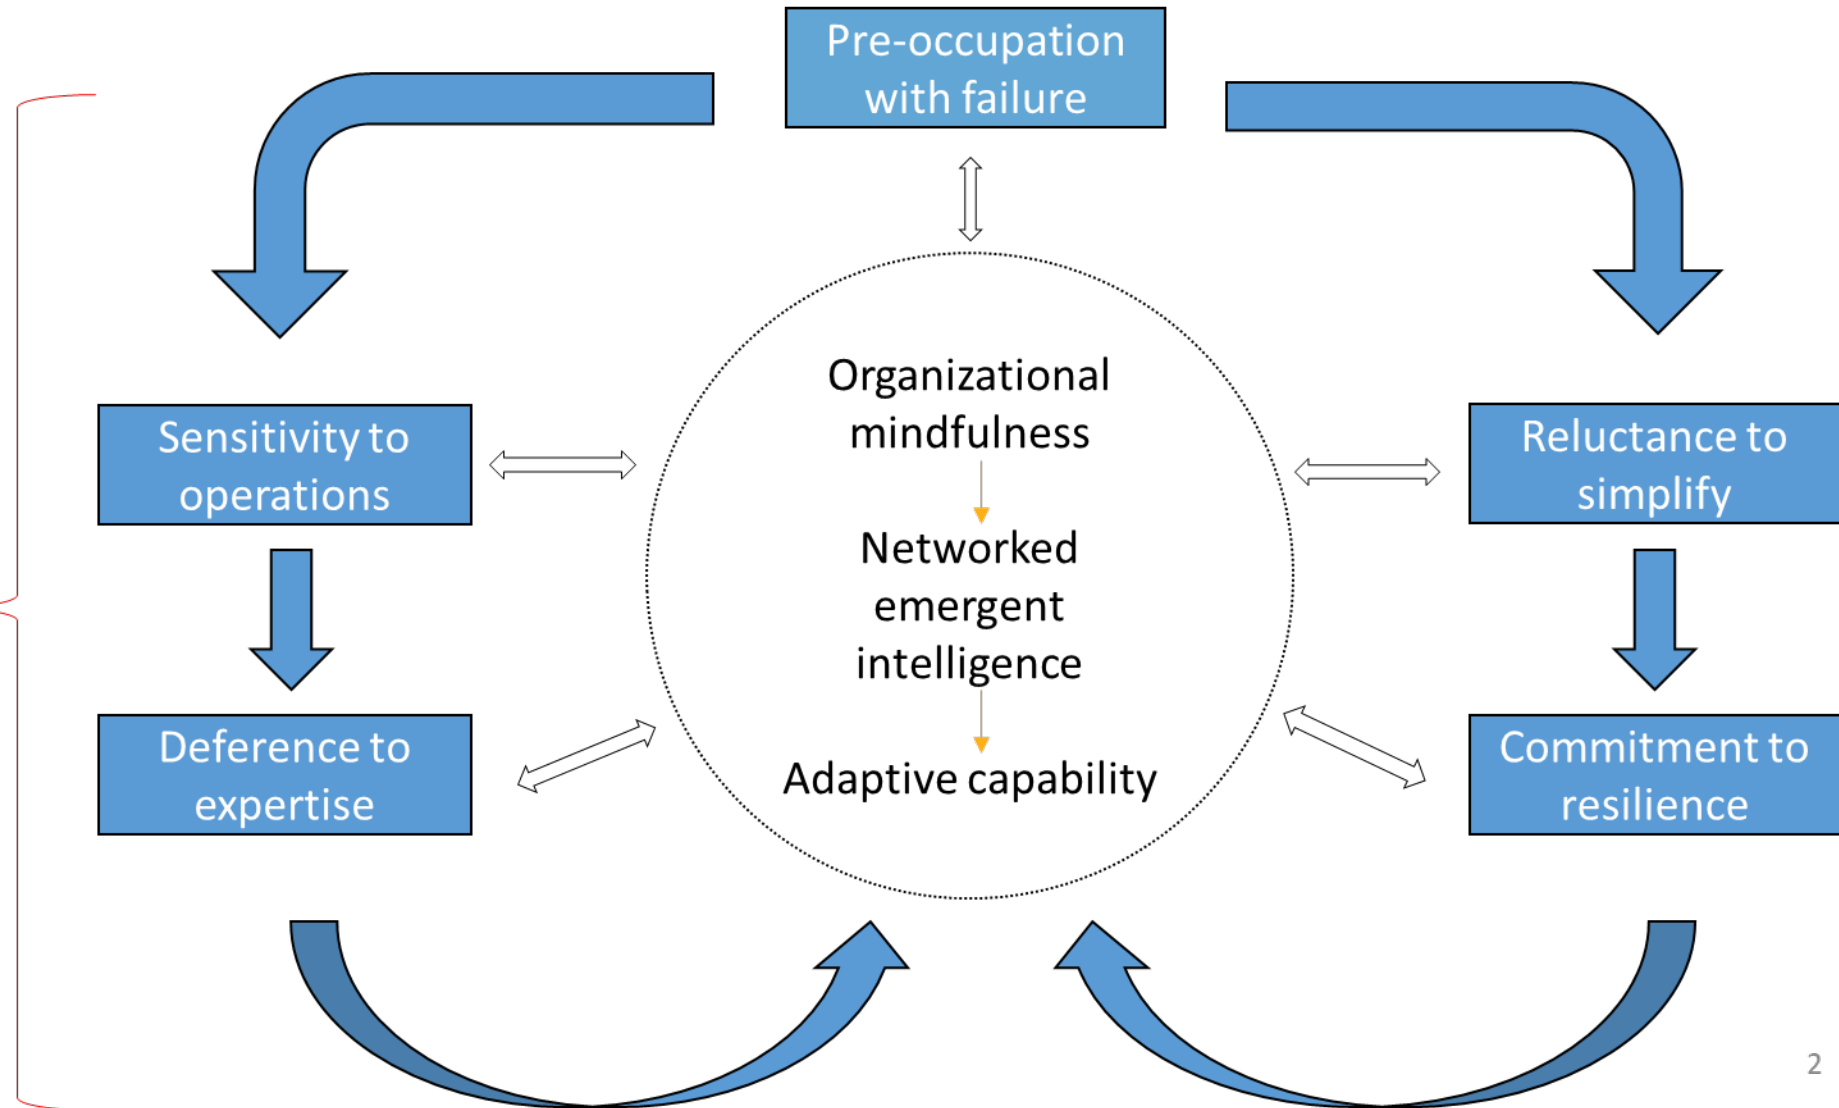 Pre-occupation
with failure
Organizational
mindfulness
Sensitivity to
operations
Reluctance to
simplify
Networked
emergent
intelligence
Deference to
expertise
Adaptive capability
Commitment to
resilience
2